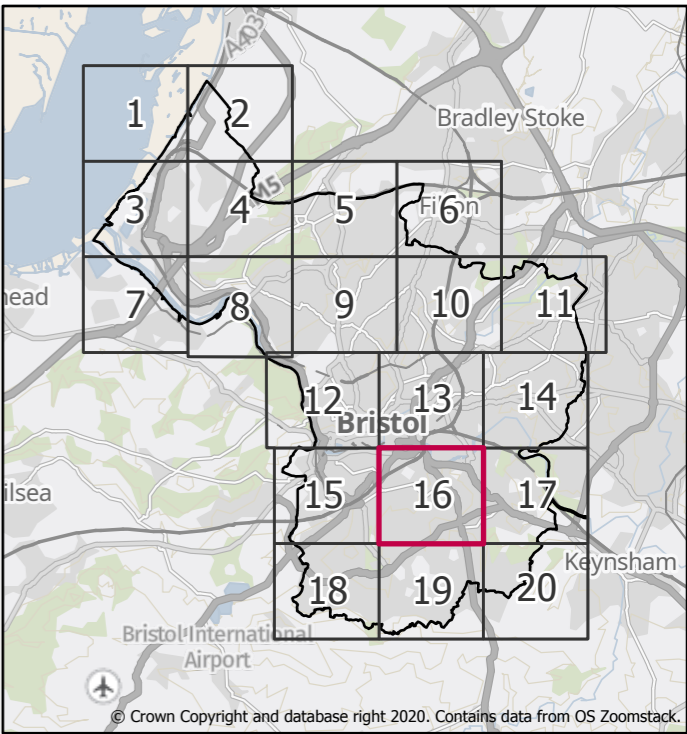 A403
1
2
Bradley Stoke
M5
3
4
5
6
Filton
ead
7
8
9
10
11
12
13
14
Bristol
ilsea
15
16
17
Keynsham
18
19
20
Bristol International
Airport
© Crown Copyright and database right 2020. Contains data from OS Zoomstack.